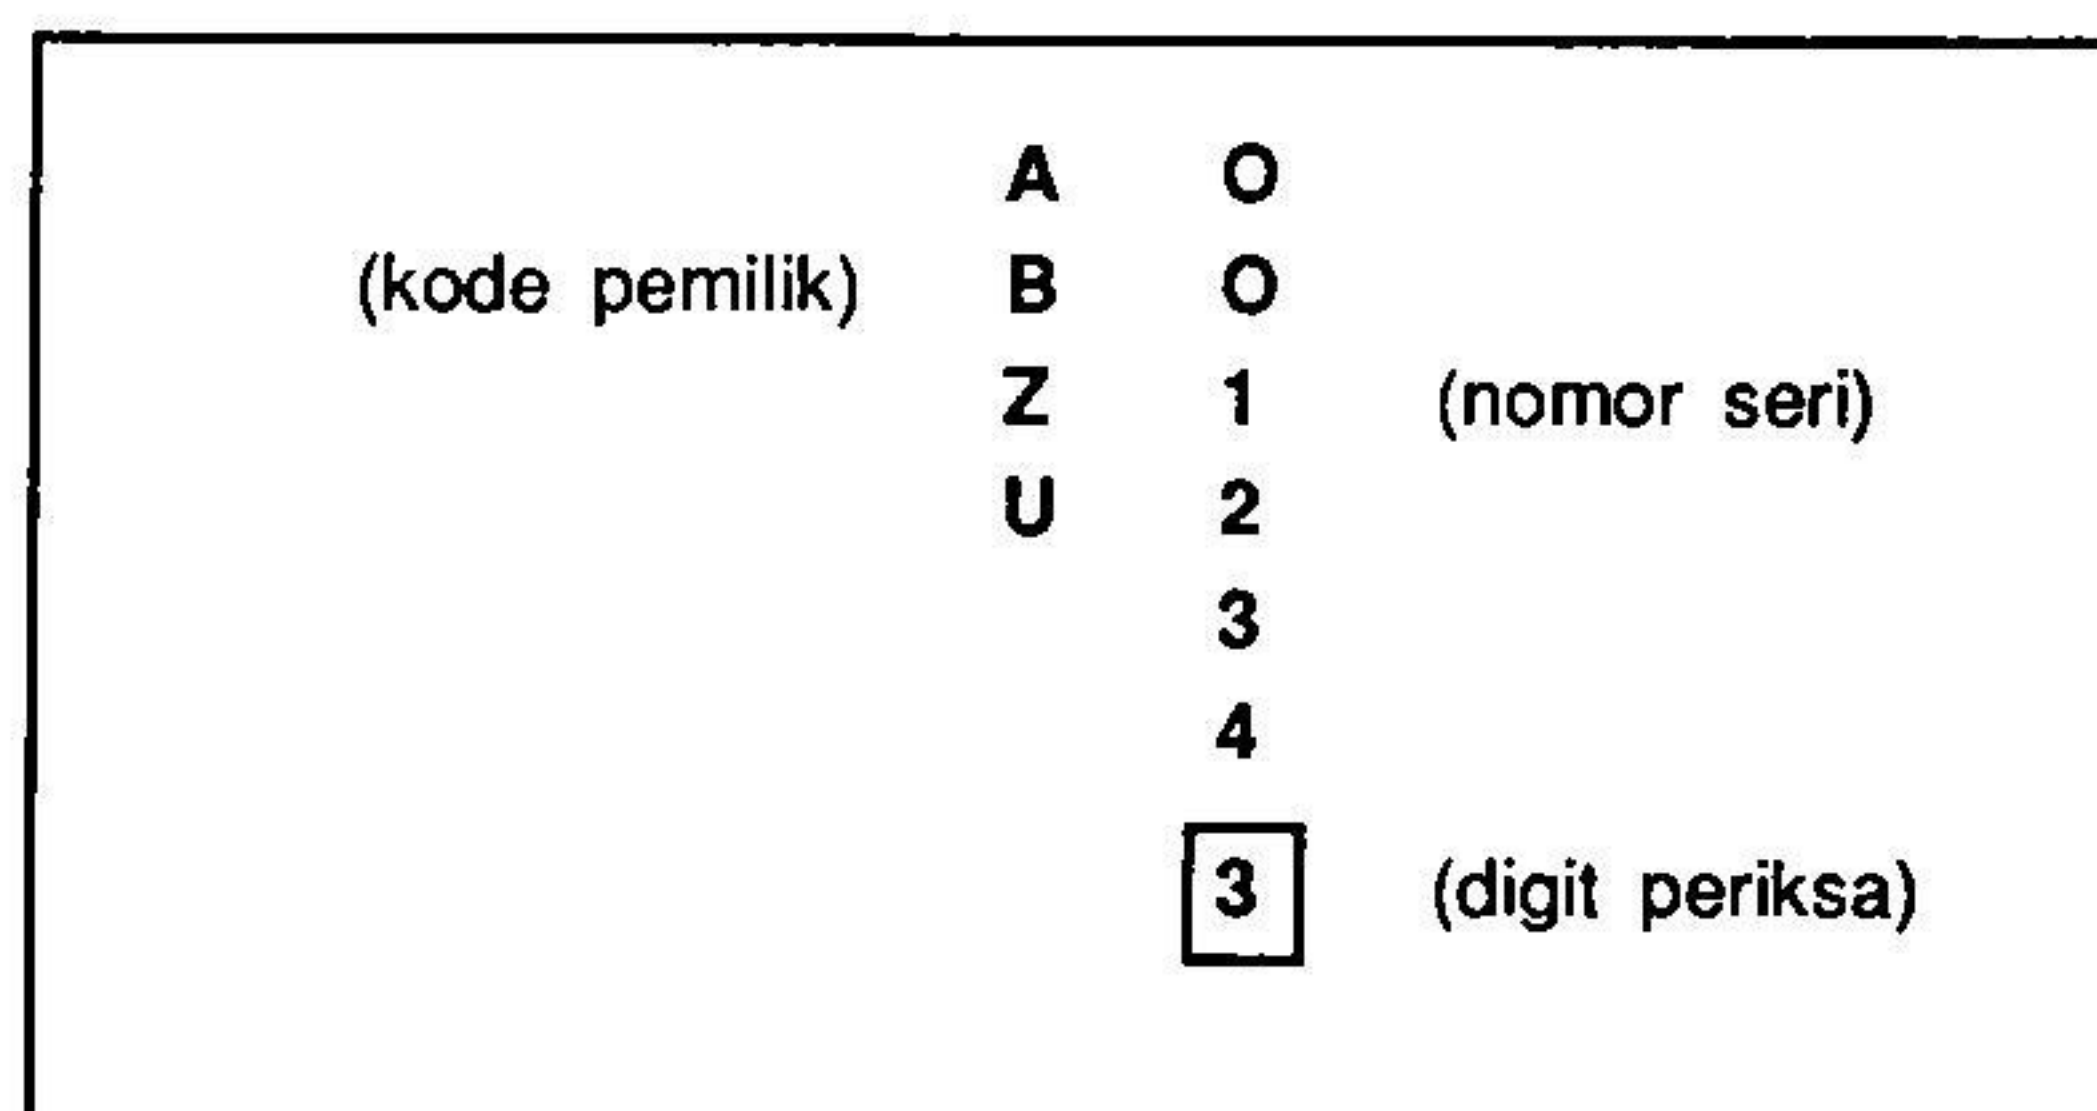 A O
(kode pemilik) B O
Z 1 (nomor seri)
U 2
3
4
3 (digit periksa)